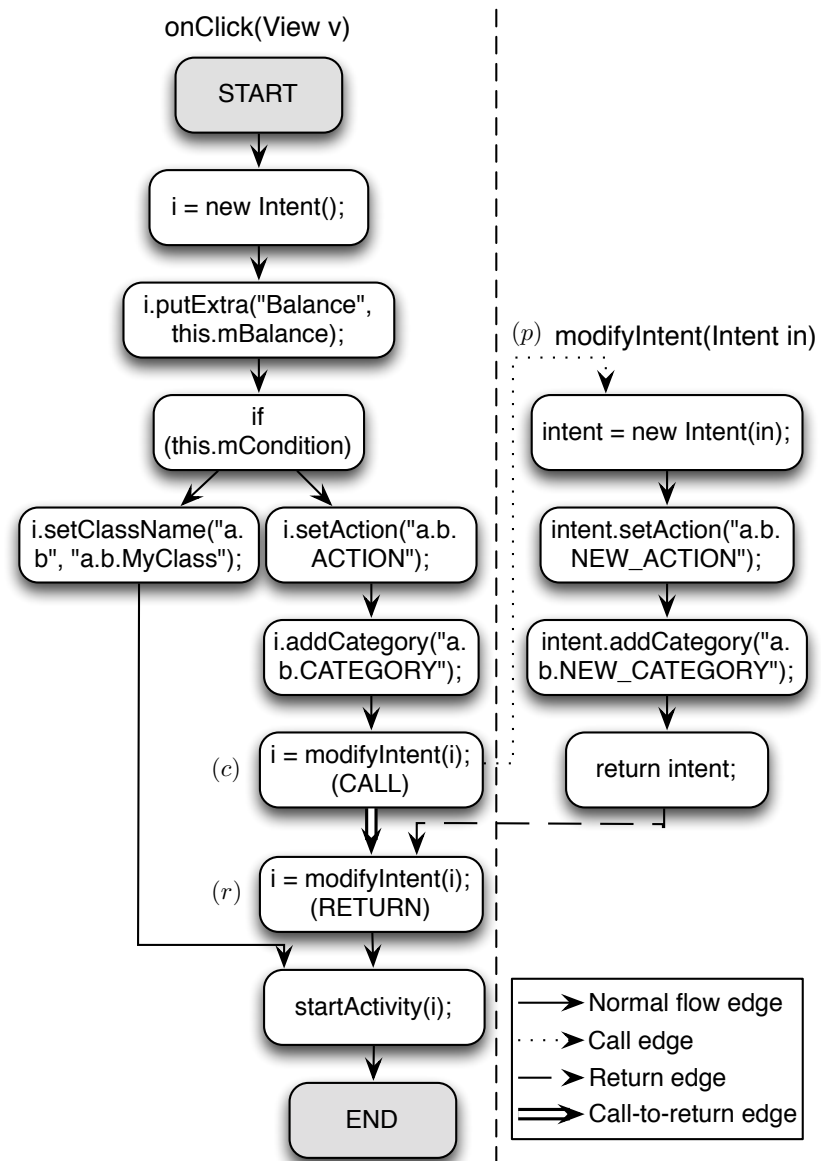 onClick(View v)
START
i = new Intent();
i.putExtra("Balance",
this.mBalance);
if
(this.mCondition)
i.setClassName("a.
b", "a.b.MyClass");
i.setAction("a.b.
ACTION");
i.addCategory("a.
b.CATEGORY");
(c)
i = modifyIntent(i);
(CALL)
(r)
i = modifyIntent(i);
(RETURN)
startActivity(i);
END
(p) modifyIntent(Intent in)
intent = new Intent(in);
intent.setAction("a.b.
NEW_ACTION");
intent.addCategory("a.
b.NEW_CATEGORY");
return intent;
Normal flow edge
Call edge
Return edge
Call-to-return edge